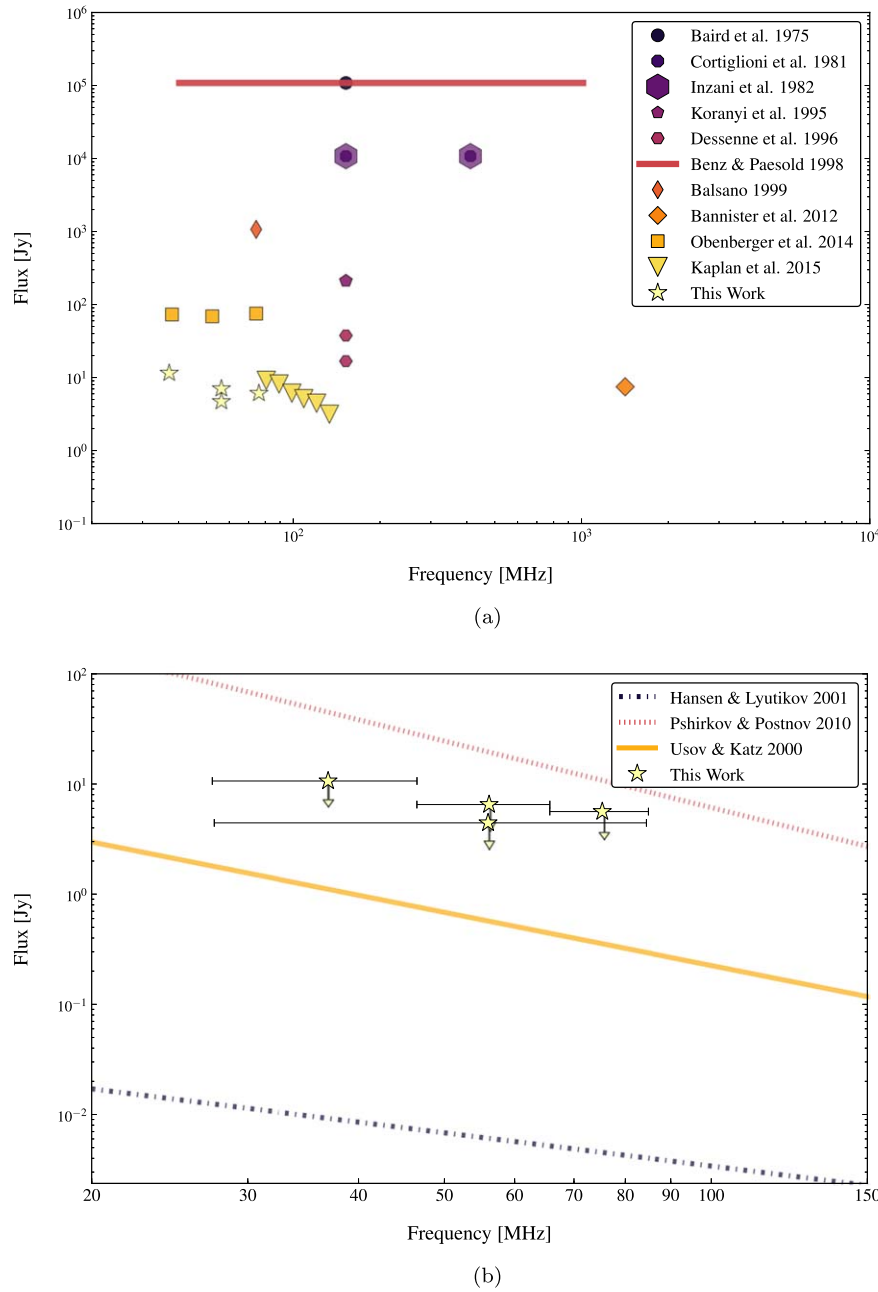 10^6
10^5
10^4
10^3
10^2
10^1
10^0
10^-1
Flux [Jy]
Baird et al. 1975
Cortiglioni et al. 1981
Inzani et al. 1982
Koranyi et al. 1995
Dessenne et al. 1996
Benz & Paesold 1998
Balsano 1999
Bannister et al. 2012
Obenberger et al. 2014
Kaplan et al. 2015
This Work
10^2 10^3 10^4
Frequency [MHz]
(a)
10^2
10^1
10^0
10^-1
10^-2
Flux [Jy]
Hansen & Lyutikov 2001
Pshirkov & Postnov 2010
Usov & Katz 2000
This Work
20 30 40 50 60 70 80 90 100 150
Frequency [MHz]
(b)